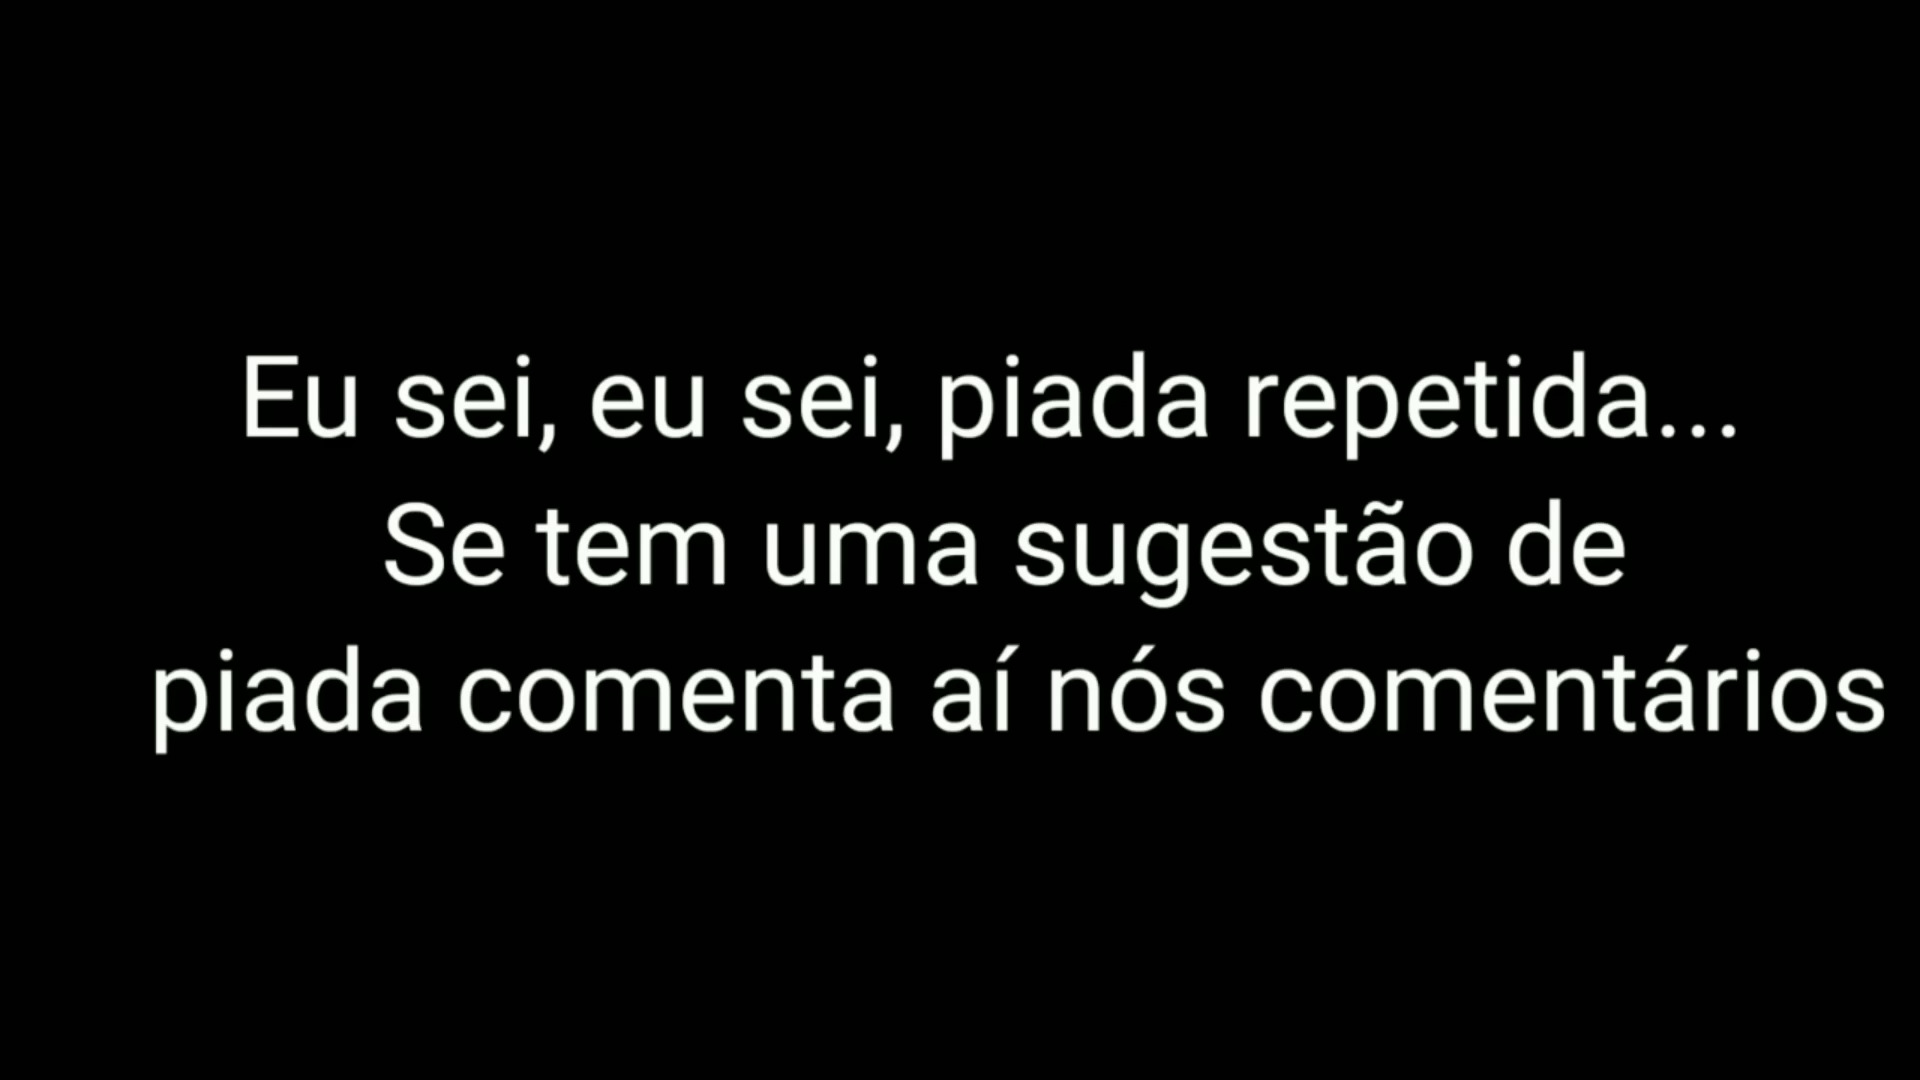 Eu sei, eu sei, piada repetida...
Se tem uma sugestão de
piada comenta aí nós comentários